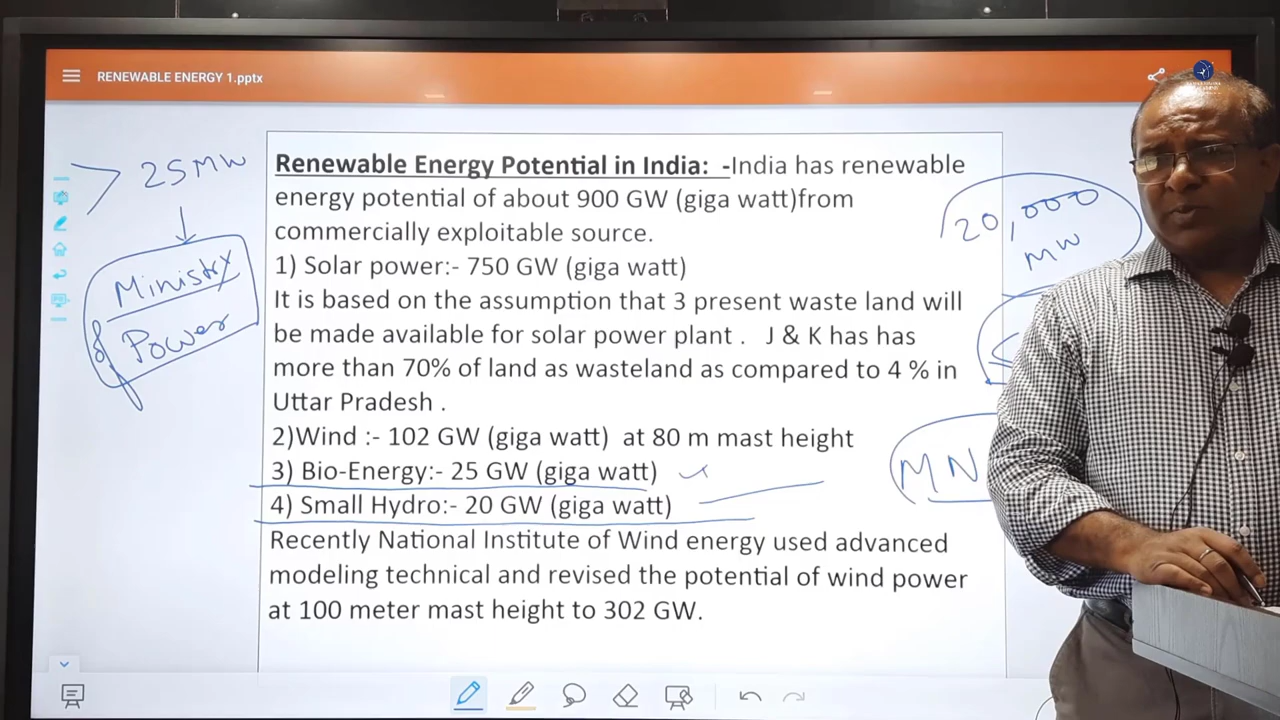 RENEWABLE ENERGY 1.pptx
> 25 MW
Ministry
of Power
Renewable Energy Potential in India: -India has renewable
energy potential of about 900 GW (giga watt)from
commercially exploitable source.
1) Solar power:- 750 GW (giga watt)
It is based on the assumption that 3 present waste land will
be made available for solar power plant . J & K has has
more than 70% of land as wasteland as compared to 4 % in
Uttar Pradesh .
2)Wind :- 102 GW (giga watt) at 80 m mast height
3) Bio-Energy:- 25 GW (giga watt)
4) Small Hydro:- 20 GW (giga watt)
Recently National Institute of Wind energy used advanced
modeling technical and revised the potential of wind power
at 100 meter mast height to 302 GW.
20,000
MW
MN